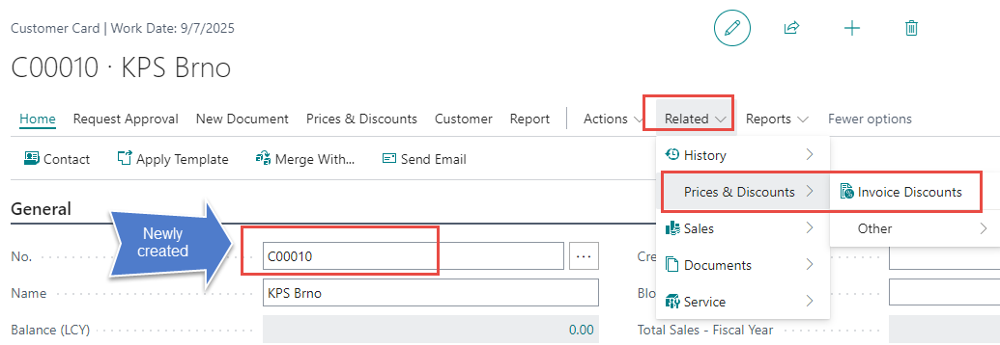 Customer Card | Work Date: 9/7/2025
C00010 · KPS Brno
Home Request Approval New Document Prices & Discounts Customer Report Actions Related Reports Fewer options
Contact Apply Template Merge With... Send Email
History
Prices & Discounts
Invoice Discounts
Sales
Other
Documents
Service
General
Newly
created
No. C00010 ...
Name KPS Brno
Balance (LCY) 0.00
Cre
Blo
Total Sales - Fiscal Year